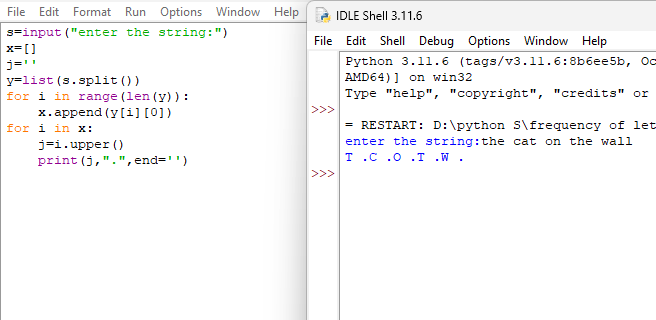 File Edit Format Run Options Window Help
s=input("enter the string:")
x=[]
j=''
y=list(s.split())
for i in range(len(y)):
    x.append(y[i][0])
for i in x:
    j=i.upper()
    print(j,".",end='')
IDLE Shell 3.11.6
File Edit Shell Debug Options Window Help
Python 3.11.6 (tags/v3.11.6:8b6ee5b, Oc
AMD64)] on win32
Type "help", "copyright", "credits" or
>>>
= RESTART: D:\python S\frequency of let
enter the string:the cat on the wall
T .C .O .T .W .
>>>